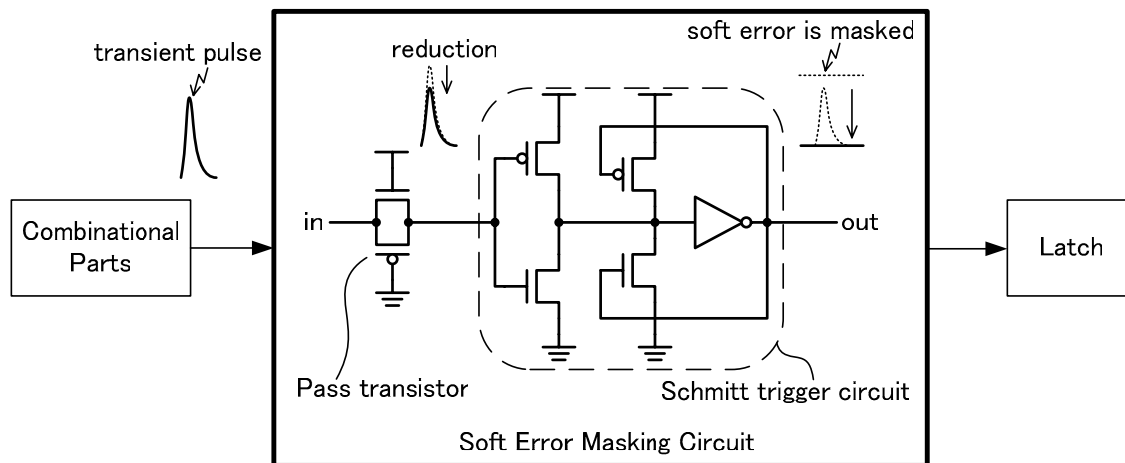 transient pulse
reduction
soft error is masked
in
out
Combinational
Parts
Latch
Pass transistor
Schmitt trigger circuit
Soft Error Masking Circuit